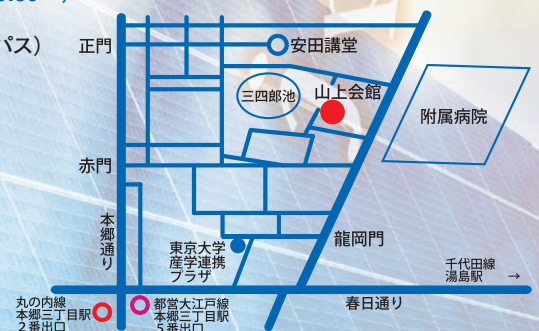 パス）
正門
安田講堂
三四郎池
山上会館
附属病院
赤門
本郷通り
東京大学
産学連携
プラザ
龍岡門
千代田線
湯島駅 →
春日通り
丸の内線
本郷三丁目駅
２番出口
都営大江戸線
本郷三丁目駅
５番出口